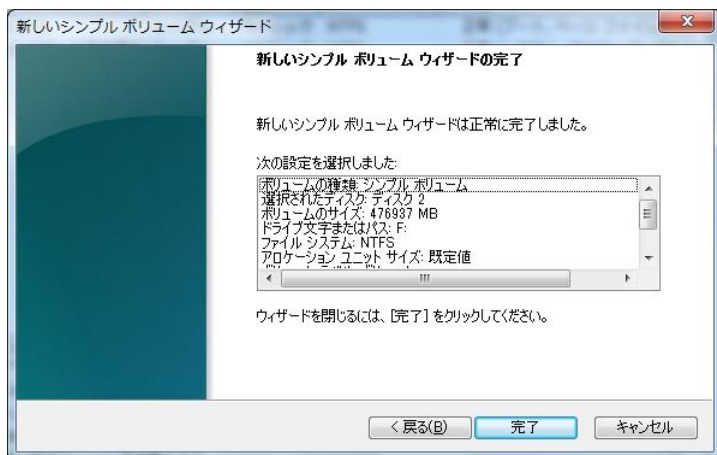 新しいシンプル ボリューム ウィザード
新しいシンプル ボリューム ウィザードの完了
新しいシンプル ボリューム ウィザードは正常に完了しました。
次の設定を選択しました:
ボリュームの種類: シンプル ボリューム
選択されたディスク: ディスク 2
ボリュームのサイズ: 476937 MB
ドライブ文字またはパス: F:
ファイル システム: NTFS
アロケーション ユニット サイズ: 既定値
ウィザードを閉じるには、[完了] をクリックしてください。
< 戻る(B)
完了
キャンセル